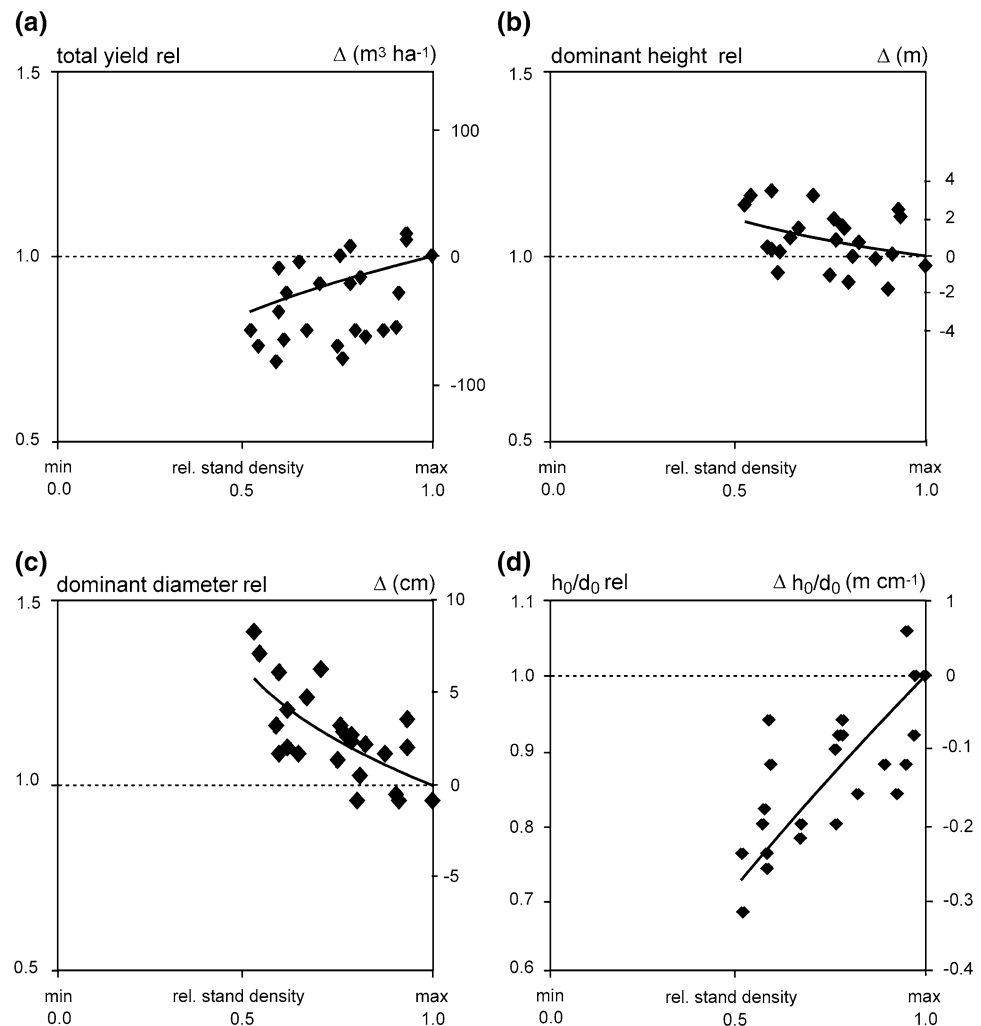 (a)
total yield rel Δ (m³ ha⁻¹)
1.5
100
1.0 0
-100
0.5
min rel. stand density max
0.0 0.5 1.0
(b)
dominant height rel Δ (m)
1.5
4
2
1.0 0
-2
-4
0.5
min rel. stand density max
0.0 0.5 1.0
(c)
dominant diameter rel Δ (cm)
1.5 10
5
1.0 0
-5
0.5
min rel. stand density max
0.0 0.5 1.0
(d)
h₀/d₀ rel Δ h₀/d₀ (m cm⁻¹)
1.1 1
1.0 0
0.9 -0.1
0.8 -0.2
0.7 -0.3
0.6 -0.4
min rel. stand density max
0.0 0.5 1.0